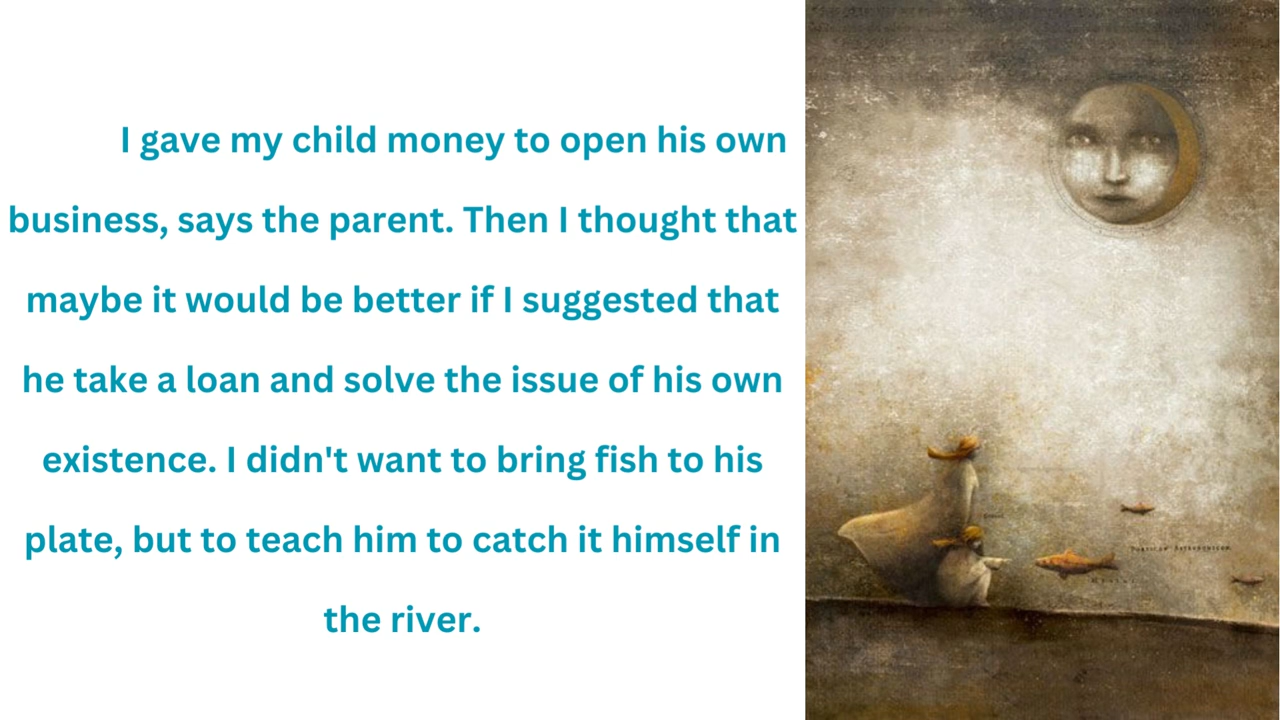 I gave my child money to open his own
business, says the parent. Then I thought that
maybe it would be better if I suggested that
he take a loan and solve the issue of his own
existence. I didn't want to bring fish to his
plate, but to teach him to catch it himself in
the river.